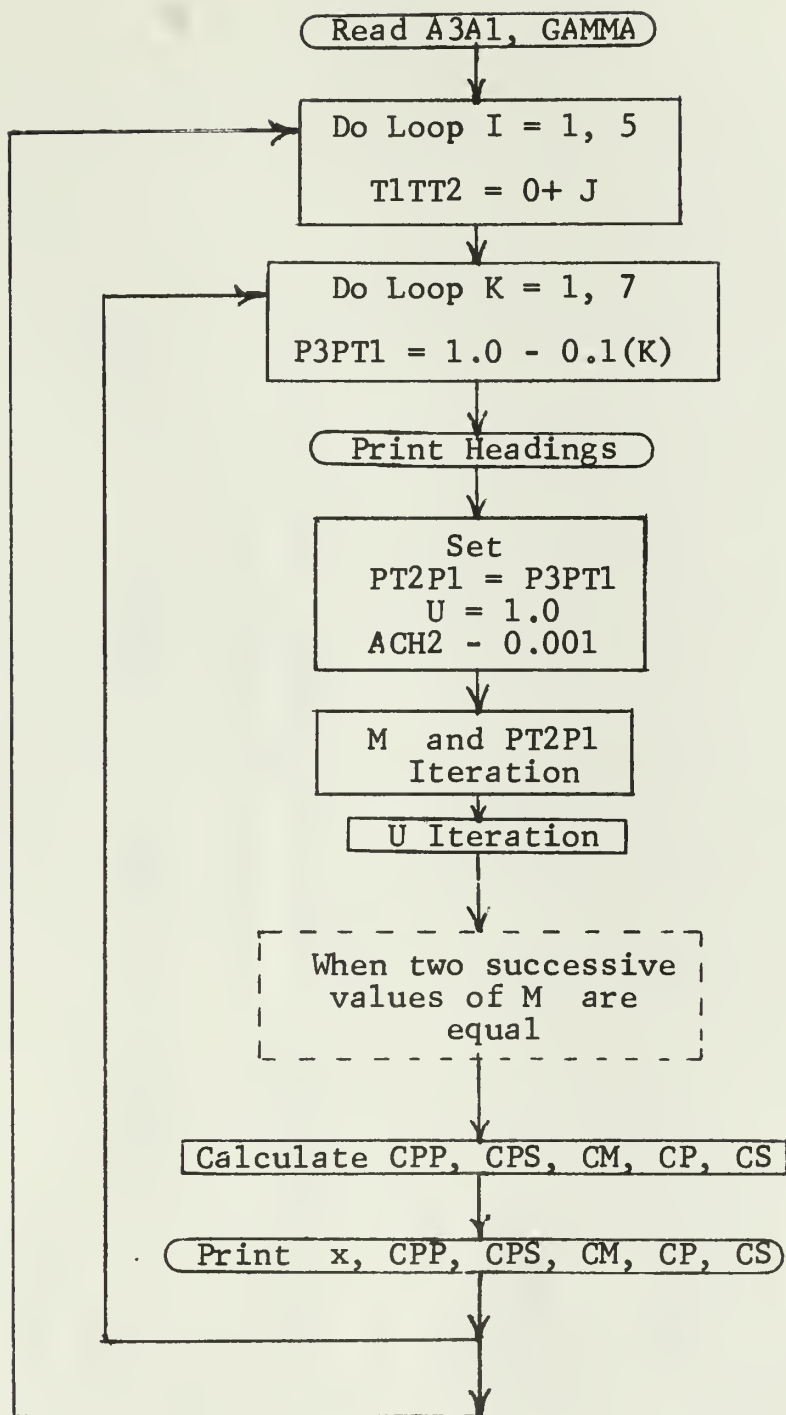 Read A3A1, GAMMA
Do Loop I = 1, 5
T1TT2 = 0+ J
Do Loop K = 1, 7
P3PT1 = 1.0 - 0.1(K)
Print Headings
Set
PT2P1 = P3PT1
U = 1.0
ACH2 - 0.001
M and PT2P1
Iteration
U Iteration
When two successive
values of M are
equal
Calculate CPP, CPS, CM, CP, CS
Print x, CPP, CPS, CM, CP, CS